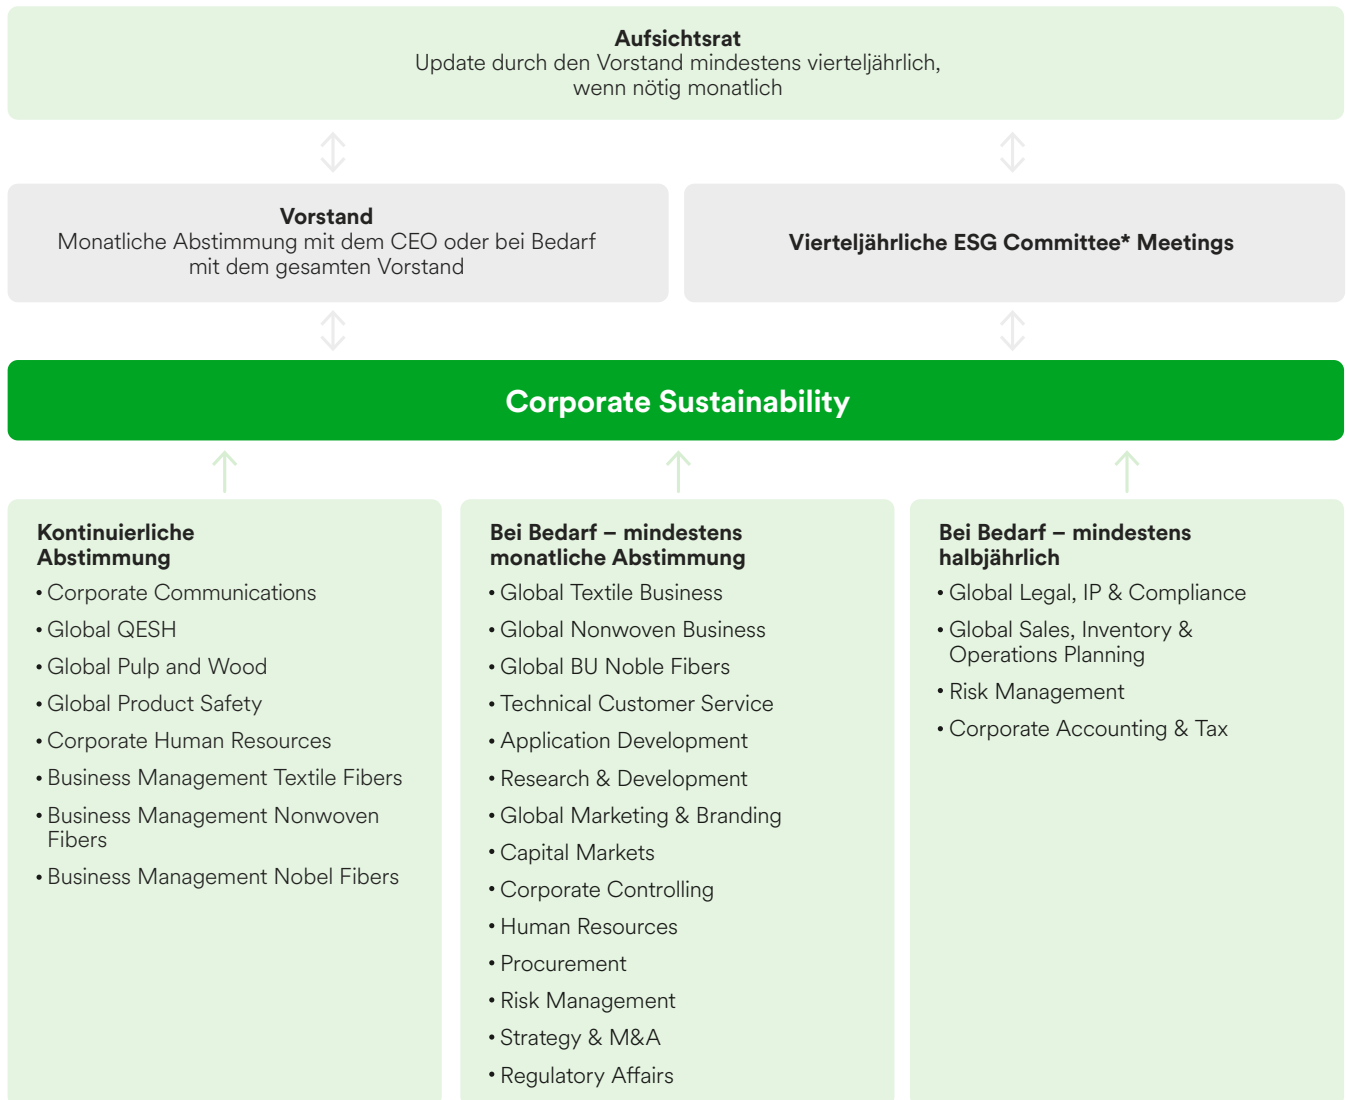 Aufsichtsrat
Update durch den Vorstand mindestens vierteljährlich,
wenn nötig monatlich
Vorstand
Monatliche Abstimmung mit dem CEO oder bei Bedarf
mit dem gesamten Vorstand
Vierteljährliche ESG Committee* Meetings
Corporate Sustainability
Kontinuierliche
Abstimmung
• Corporate Communications
• Global QESH
• Global Pulp and Wood
• Global Product Safety
• Corporate Human Resources
• Business Management Textile Fibers
• Business Management Nonwoven
Fibers
• Business Management Nobel Fibers
Bei Bedarf – mindestens
monatliche Abstimmung
• Global Textile Business
• Global Nonwoven Business
• Global BU Noble Fibers
• Technical Customer Service
• Application Development
• Research & Development
• Global Marketing & Branding
• Capital Markets
• Corporate Controlling
• Human Resources
• Procurement
• Risk Management
• Strategy & M&A
• Regulatory Affairs
Bei Bedarf – mindestens
halbjährlich
• Global Legal, IP & Compliance
• Global Sales, Inventory &
Operations Planning
• Risk Management
• Corporate Accounting & Tax